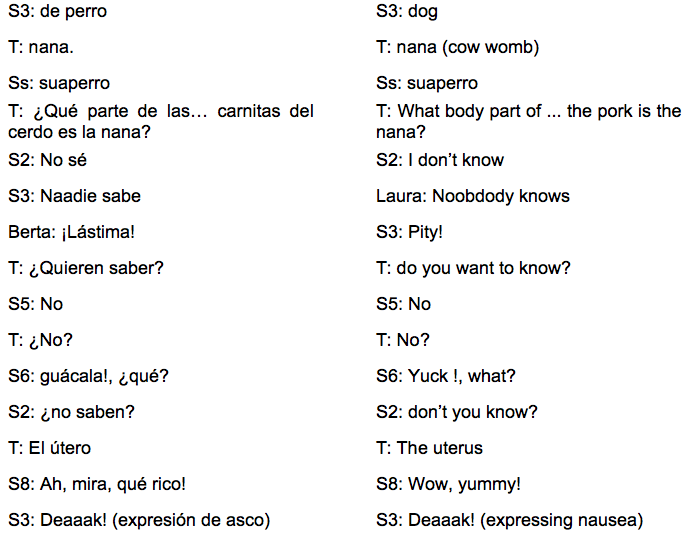 S3: de perro
T: nana.
Ss: suaperro
T: ¿Qué parte de las… carnitas del
cerdo es la nana?
S2: No sé
S3: Naadie sabe
Berta: ¡Lástima!
T: ¿Quieren saber?
S5: No
T: ¿No?
S6: guácala!, ¿qué?
S2: ¿no saben?
T: El útero
S8: Ah, mira, qué rico!
S3: Deaaak! (expresión de asco)
S3: dog
T: nana (cow womb)
Ss: suaperro
T: What body part of ... the pork is the
nana?
S2: I don’t know
Laura: Noobdody knows
S3: Pity!
T: do you want to know?
S5: No
T: No?
S6: Yuck !, what?
S2: don’t you know?
T: The uterus
S8: Wow, yummy!
S3: Deaaak! (expressing nausea)